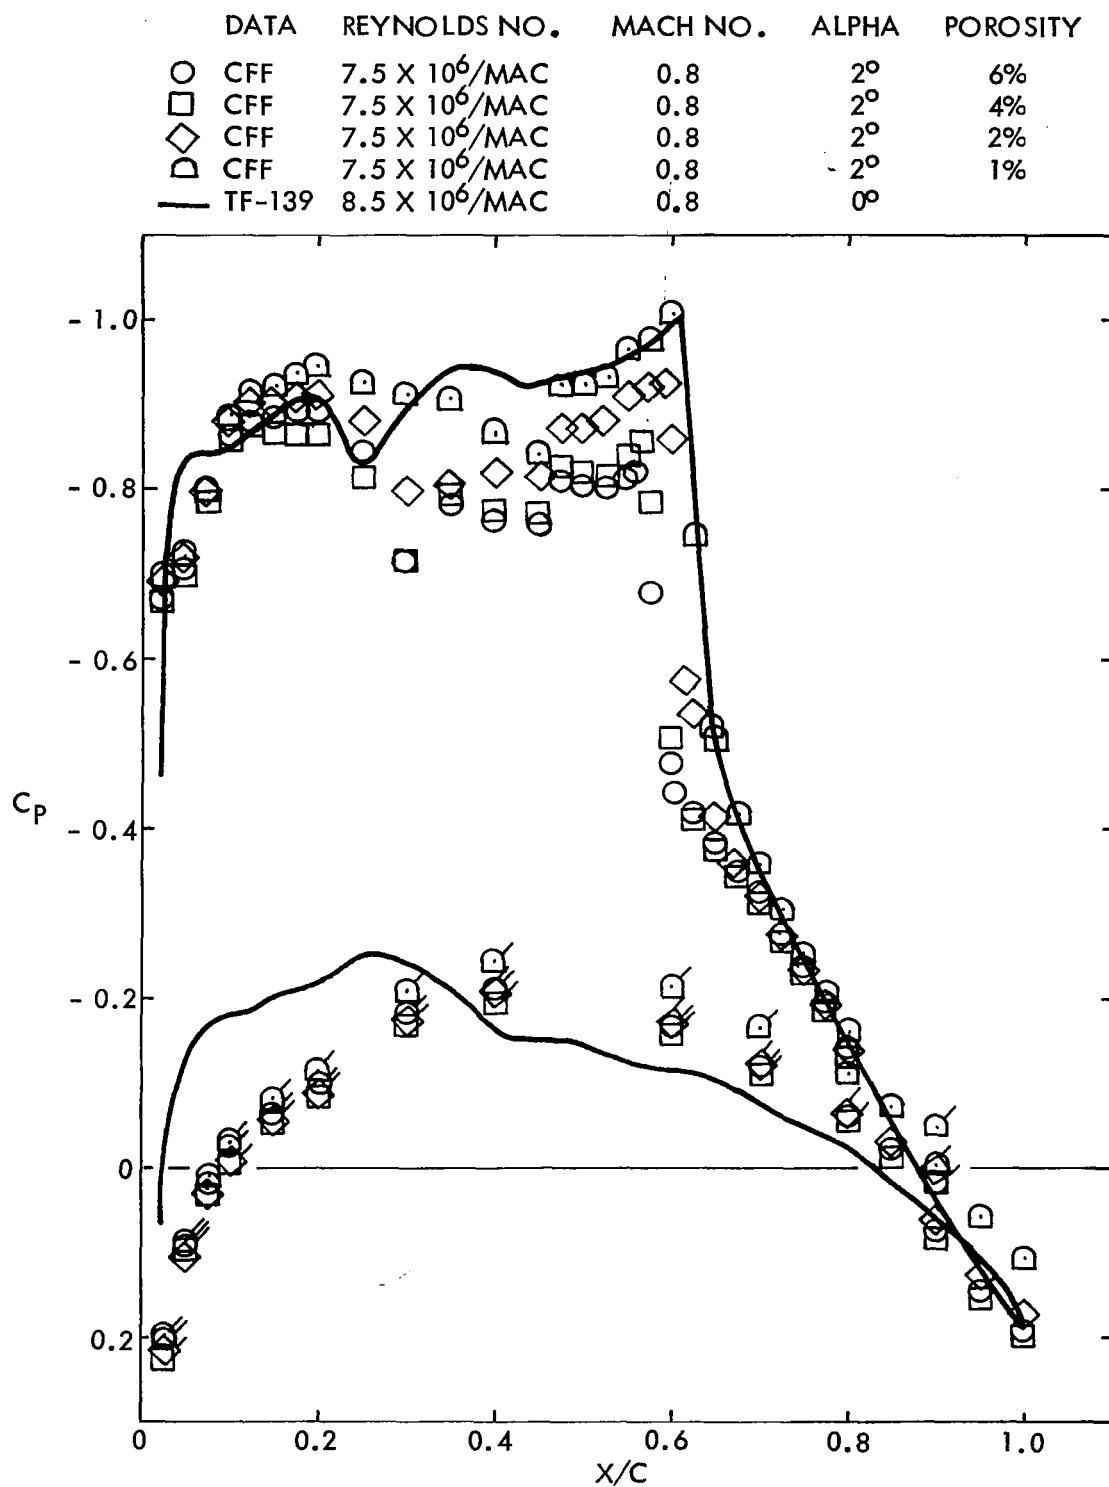 DATA REYNOLDS NO. MACH NO. ALPHA POROSITY
CFF 7.5 X 10⁶/MAC 0.8 2° 6%
CFF 7.5 X 10⁶/MAC 0.8 2° 4%
CFF 7.5 X 10⁶/MAC 0.8 2° 2%
CFF 7.5 X 10⁶/MAC 0.8 2° 1%
TF-139 8.5 X 10⁶/MAC 0.8 0°
- 1.0
- 0.8
- 0.6
CP
- 0.4
- 0.2
0
0.2
0 0.2 0.4 0.6 0.8 1.0
X/C